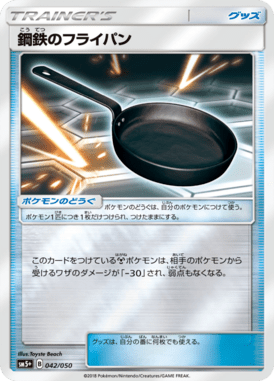 TRAINER'S
グッズ
鋼鉄のフライパン
ポケモンのどうぐ
ポケモンのどうぐは、自分のポケモンにつけて使う。
ポケモン1匹につき1枚だけつけられ、つけたままにする。
このカードをつけているポケモンは、相手のポケモンから
受けるワザのダメージが「-30」され、弱点もなくなる。
グッズは、自分の番に何枚でも使える。
Illus.Toyste Beach
SM5+ 042/050
©2018 Pokémon/Nintendo/Creatures/GAME FREAK.